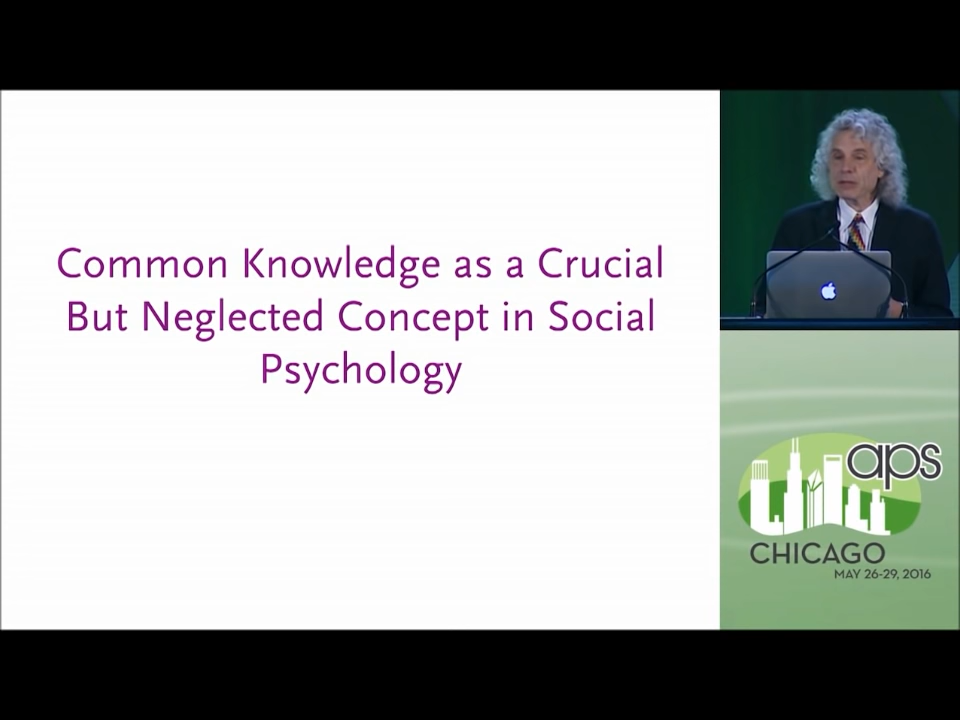 Common Knowledge as a Crucial
But Neglected Concept in Social
Psychology
aps
CHICAGO
MAY 26-29, 2016